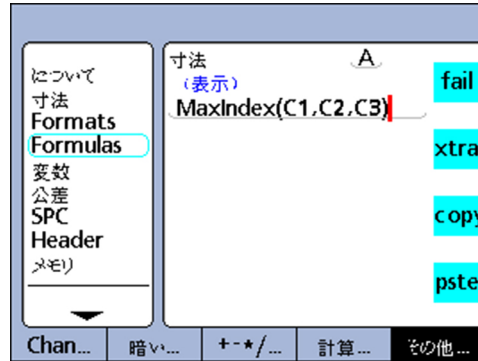 について
寸法
Formats
Formulas
変数
公差
SPC
Header
メモリ
寸法
A
(表示)
MaxIndex(C1,C2,C3)
fail
xtra
copy
pste
Chan...
暗い...
+-*/...
計算...
その他...